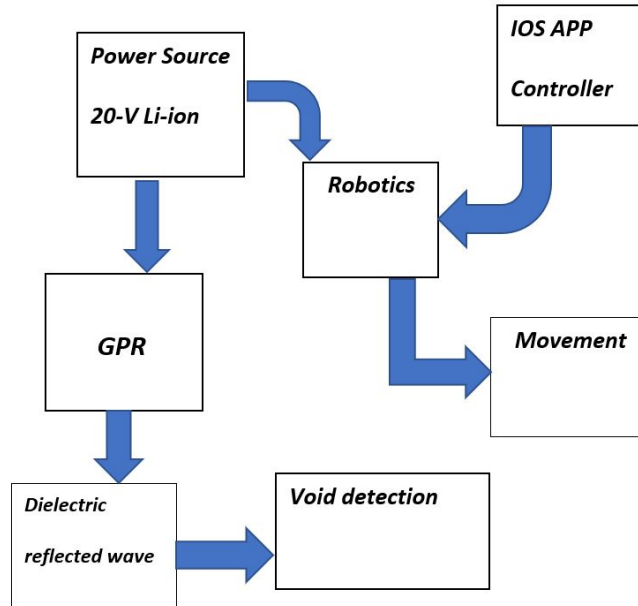 Power Source
20-V Li-ion
IOS APP
Controller
Robotics
GPR
Movement
Dielectric
reflected wave
Void detection